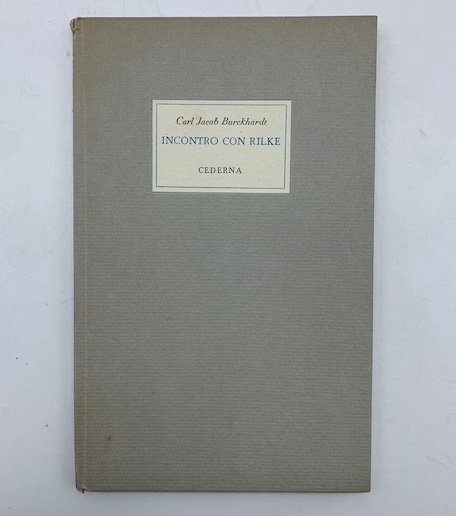 Carl Jacob Burckhardt
INCONTRO CON RILKE
CEDERNA